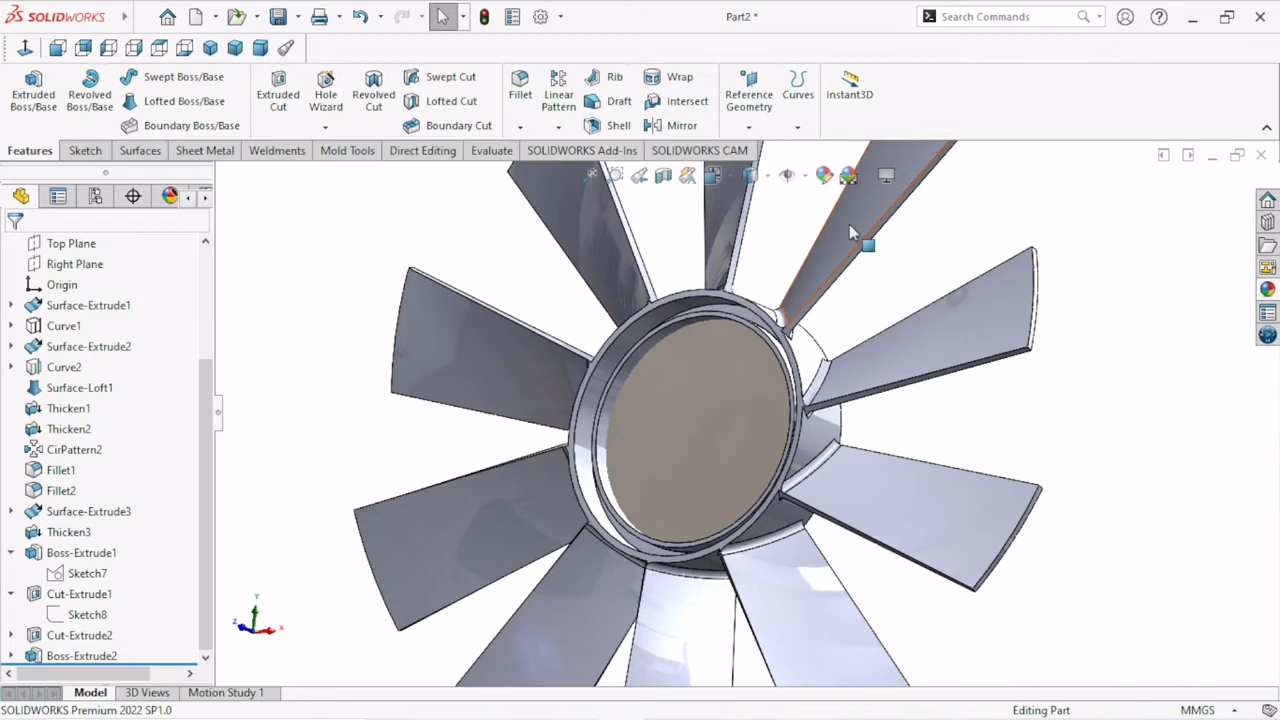 SOLIDWORKS
Part2 *
Search Commands
Extruded Boss/Base
Revolved Boss/Base
Swept Boss/Base
Lofted Boss/Base
Boundary Boss/Base
Extruded Cut
Hole Wizard
Revolved Cut
Swept Cut
Lofted Cut
Boundary Cut
Fillet
Linear Pattern
Rib
Draft
Shell
Wrap
Intersect
Mirror
Reference Geometry
Curves
Instant3D
Features
Sketch
Surfaces
Sheet Metal
Weldments
Mold Tools
Direct Editing
Evaluate
SOLIDWORKS Add-Ins
SOLIDWORKS CAM
Top Plane
Right Plane
Origin
Surface-Extrude1
Curve1
Surface-Extrude2
Curve2
Surface-Loft1
Thicken1
Thicken2
CirPattern2
Fillet1
Fillet2
Surface-Extrude3
Thicken3
Boss-Extrude1
Sketch7
Cut-Extrude1
Sketch8
Cut-Extrude2
Boss-Extrude2
Y
Z
X
Model
3D Views
Motion Study 1
SOLIDWORKS Premium 2022 SP1.0
Editing Part
MMGS